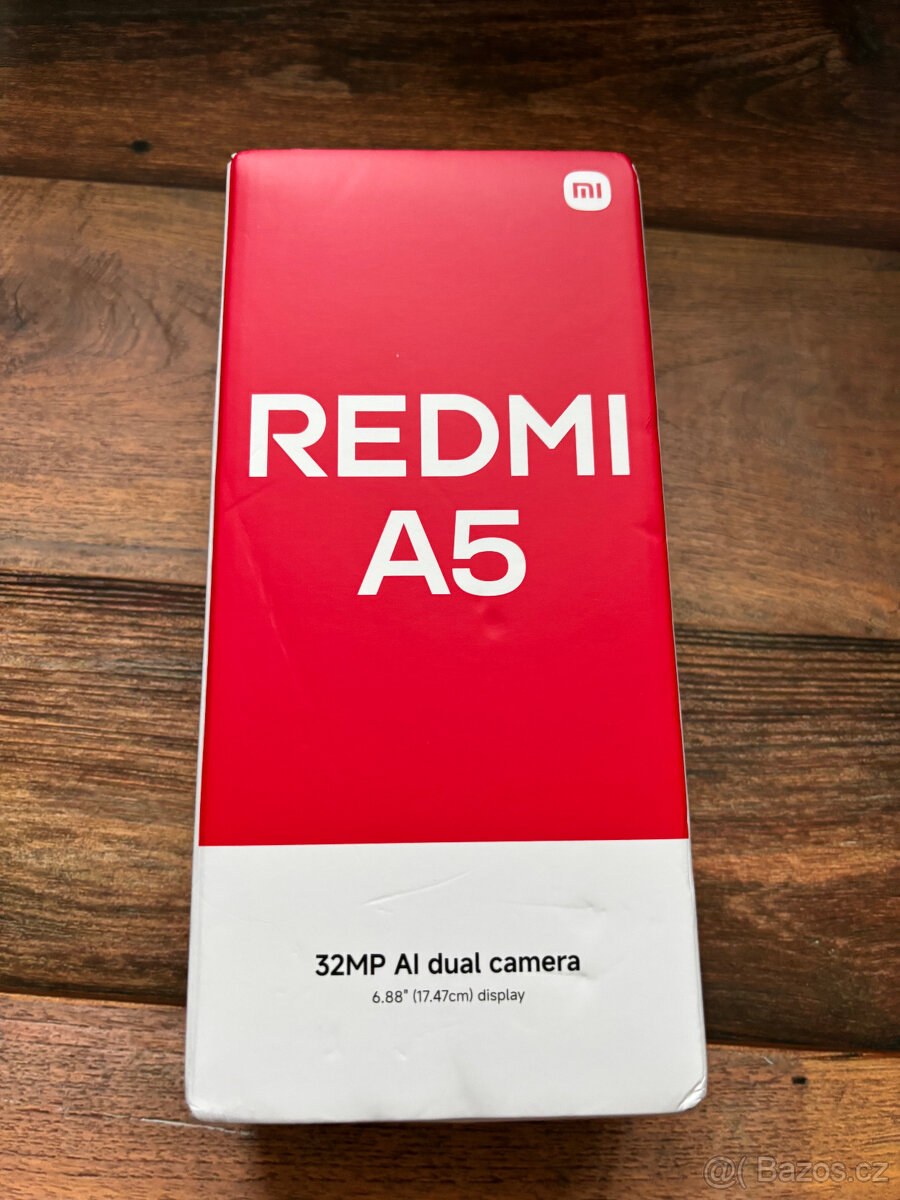 mi
REDMI
A5
32MP AI dual camera
6.88" (17.47cm) display
@( Bazos.cz